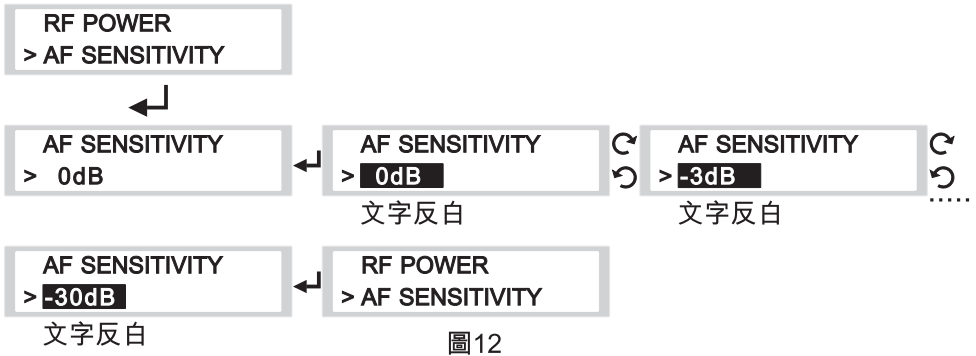 RF POWER
> AF SENSITIVITY
AF SENSITIVITY
> 0dB
AF SENSITIVITY
> 0dB
文字反白
AF SENSITIVITY
> -3dB
文字反白
......
AF SENSITIVITY
> -30dB
文字反白
RF POWER
> AF SENSITIVITY
圖12